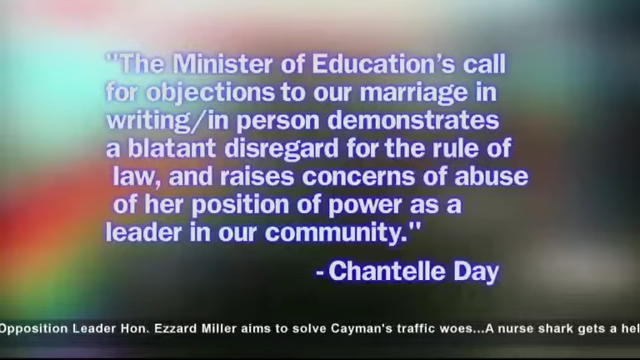 "The Minister of Education's call
for objections to our marriage in
writing/in person demonstrates
a blatant disregard for the rule of
law, and raises concerns of abuse
of her position of power as a
leader in our community."
- Chantelle Day
Opposition Leader Hon. Ezzard Miller aims to solve Cayman's traffic woes...A nurse shark gets a